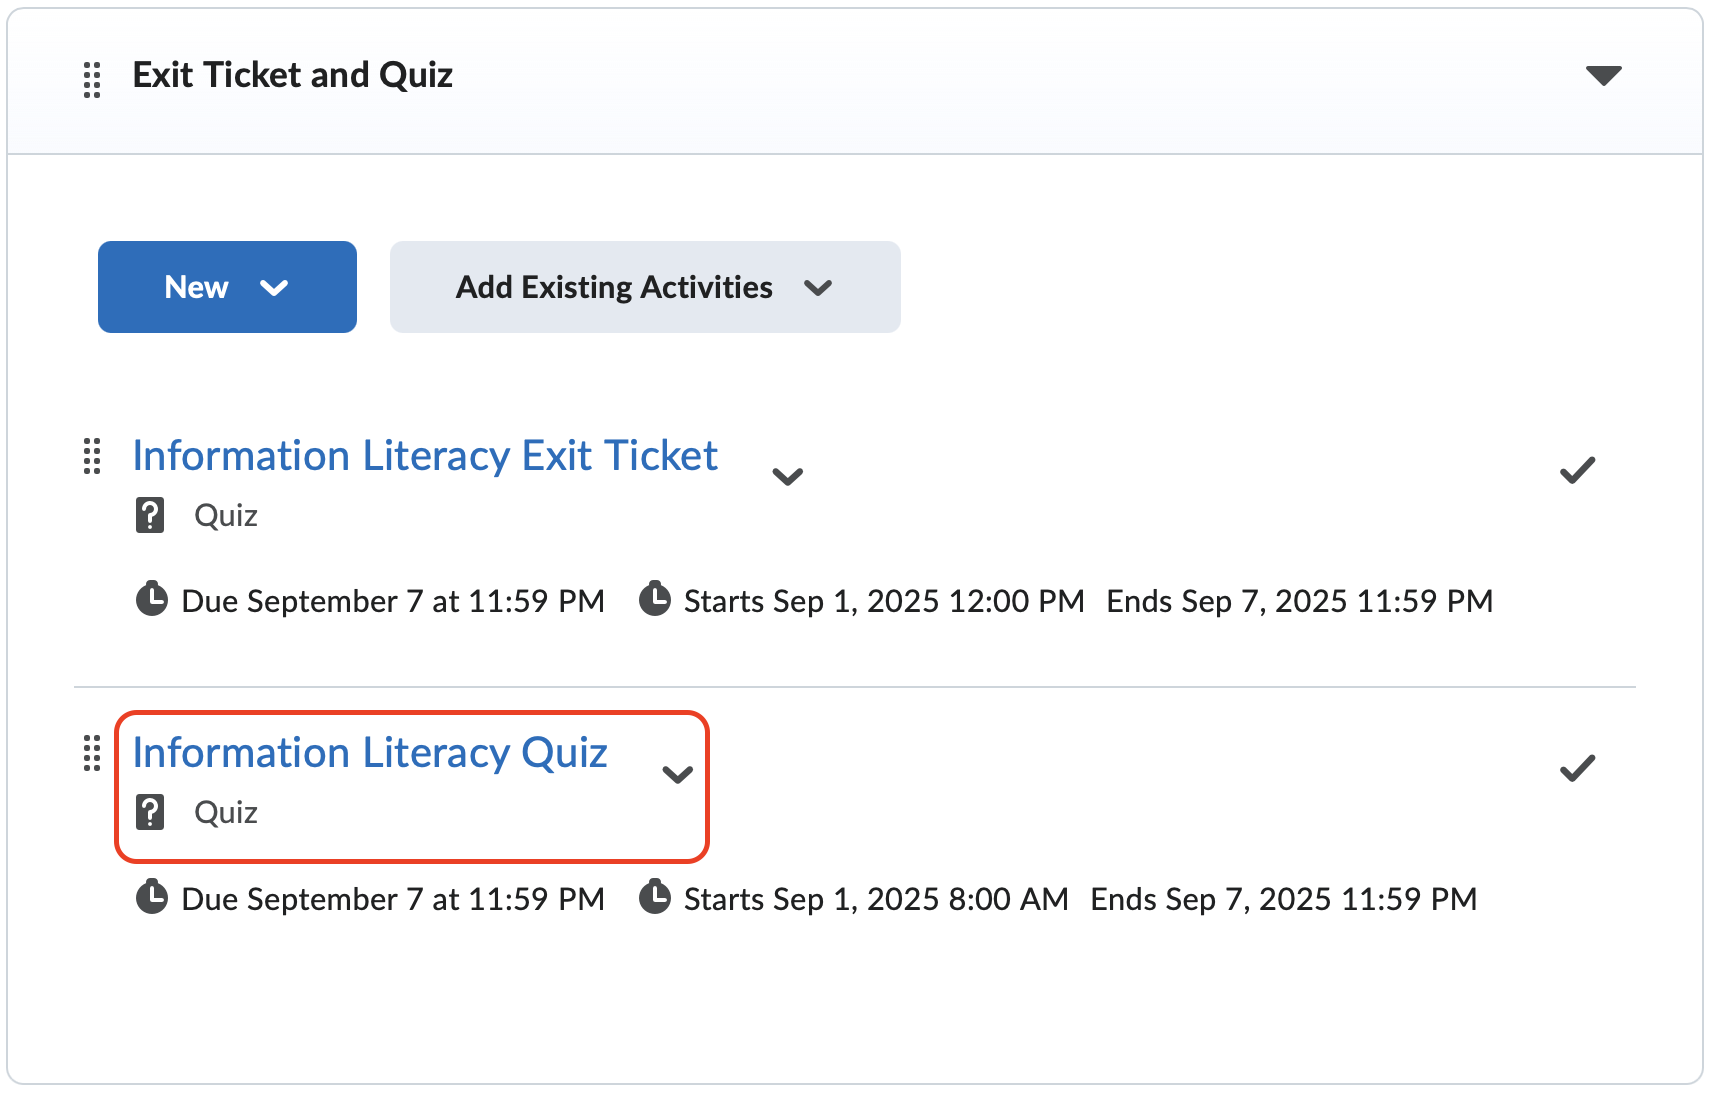 Exit Ticket and Quiz
New
Add Existing Activities
Information Literacy Exit Ticket
Quiz
Due September 7 at 11:59 PM Starts Sep 1, 2025 12:00 PM Ends Sep 7, 2025 11:59 PM
Information Literacy Quiz
Quiz
Due September 7 at 11:59 PM Starts Sep 1, 2025 8:00 AM Ends Sep 7, 2025 11:59 PM